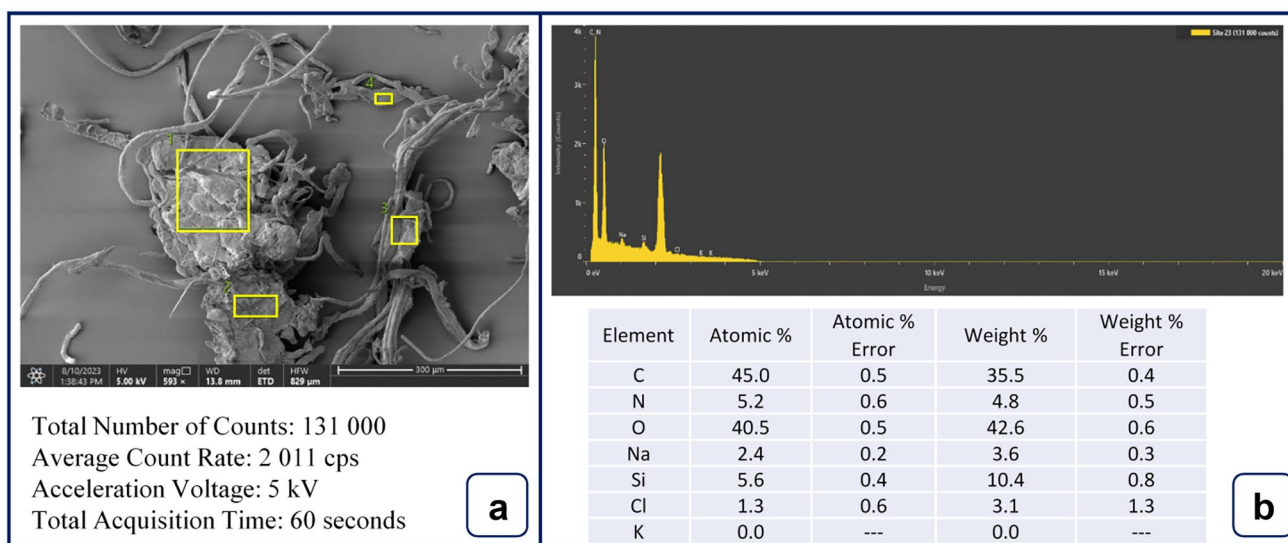 1
2
3
4
8/10/2023 HV mag WD det HFW
1:38:43 PM 5.00 kV 593 × 13.8 mm ETD 829 µm
300 µm
Total Number of Counts: 131 000
Average Count Rate: 2 011 cps
Acceleration Voltage: 5 kV
Total Acquisition Time: 60 seconds
a
Site 23 (131 000 counts)
4k
2k
1k
0
Intensity (Counts)
C N
O
Na
Si
Cl
K K
0 eV 5 keV 10 keV 15 keV 20 keV
Energy
Element Atomic % Atomic % Error Weight % Weight % Error
C 45.0 0.5 35.5 0.4
N 5.2 0.6 4.8 0.5
O 40.5 0.5 42.6 0.6
Na 2.4 0.2 3.6 0.3
Si 5.6 0.4 10.4 0.8
Cl 1.3 0.6 3.1 1.3
K 0.0 --- 0.0 ---
b